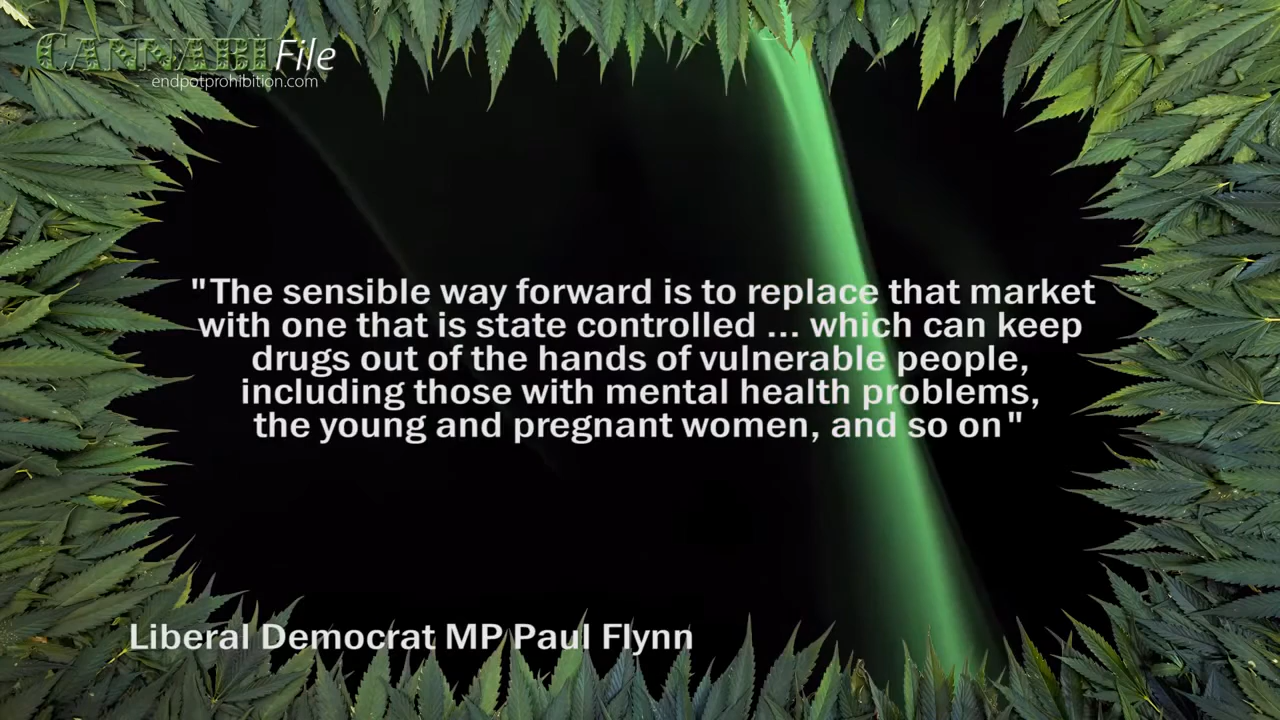 CANNABIFile
endpotprohibition.com
"The sensible way forward is to replace that market
with one that is state controlled ... which can keep
drugs out of the hands of vulnerable people,
including those with mental health problems,
the young and pregnant women, and so on"
Liberal Democrat MP Paul Flynn